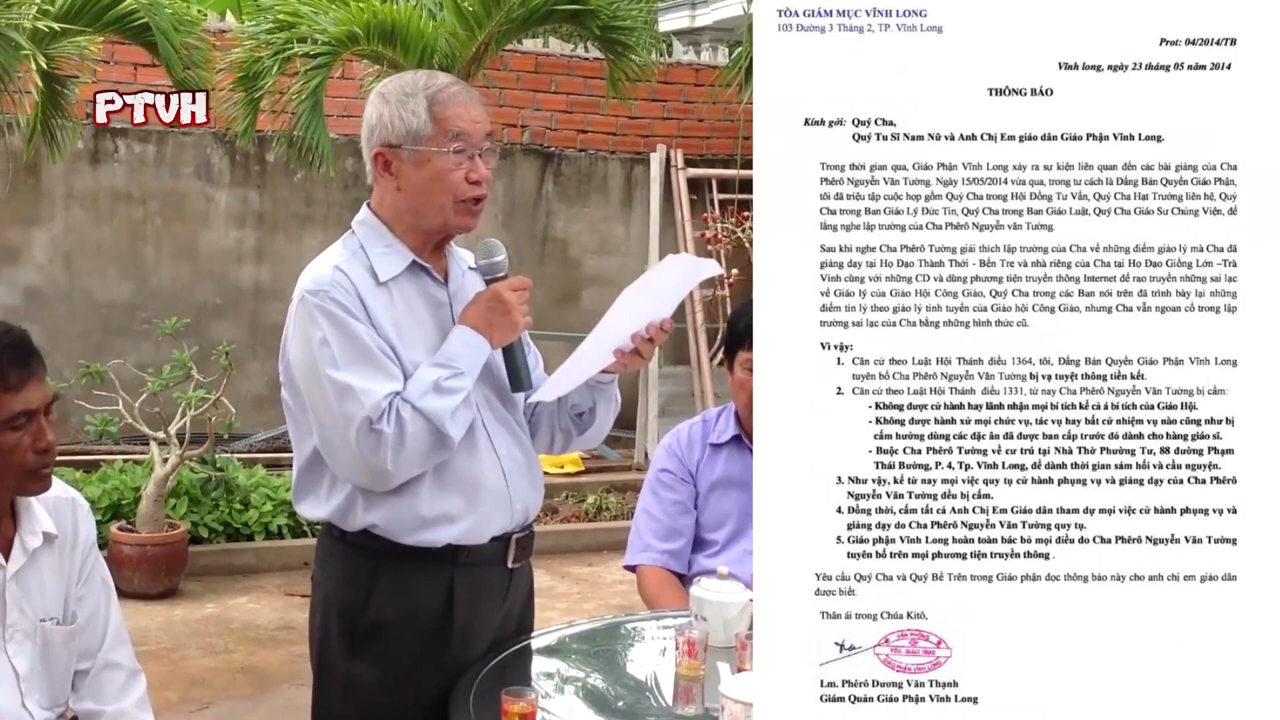 PTVH
TÒA GIÁM MỤC VĨNH LONG
103 Đường 3 Tháng 2, TP. Vĩnh Long
Prot: 04/2014/TB
Vĩnh long, ngày 23 tháng 05 năm 2014
THÔNG BÁO
Kính gởi: Quý Cha,
Quý Tu Sĩ Nam Nữ và Anh Chị Em giáo dân Giáo Phận Vĩnh Long.
Trong thời gian qua, Giáo Phận Vĩnh Long xảy ra sự kiện liên quan đến các bài giảng của Cha
Phêrô Nguyễn Văn Tường. Ngày 15/05/2014 vừa qua, trong tư cách là Đấng Bản Quyền Giáo Phận,
tôi đã triệu tập cuộc họp gồm Quý Cha trong Hội Đồng Tư Vấn, Quý Cha Hạt Trưởng liên hệ, Quý
Cha trong Ban Giáo Lý Đức Tin, Quý Cha trong Ban Giáo Luật, Quý Cha Giáo Sư Chủng Viện, để
lắng nghe lập trường của Cha Phêrô Nguyễn văn Tường.
Sau khi nghe Cha Phêrô Tường giải thích lập trường của Cha về những điểm giáo lý mà Cha đã
giảng dạy tại Họ Đạo Thành Thới - Bến Tre và nhà riêng của Cha tại Họ Đạo Giồng Lớn –Trà
Vinh cùng với những CD và dùng phương tiện truyền thông Internet để rao truyền những sai lạc
về Giáo lý của Giáo Hội Công Giáo, Quý Cha trong các Ban nói trên đã trình bày lại những
điểm tín lý theo giáo lý tinh tuyền của Giáo hội Công Giáo, nhưng Cha vẫn ngoan cố trong lập
trường sai lạc của Cha bằng những hình thức cũ.
Vì vậy:
1. Căn cứ theo Luật Hội Thánh điều 1364, tôi, Đấng Bản Quyền Giáo Phận Vĩnh Long
tuyên bố Cha Phêrô Nguyễn Văn Tường bị vạ tuyệt thông tiền kết.
2. Căn cứ theo Luật Hội Thánh điều 1331, từ nay Cha Phêrô Nguyễn Văn Tường bị cấm:
- Không được cử hành hay lãnh nhận mọi bí tích kể cả á bí tích của Giáo Hội.
- Không được hành xử mọi chức vụ, tác vụ hay bất cứ nhiệm vụ nào cũng như bị
cấm hưởng dùng các đặc ân đã được ban cấp trước đó dành cho hàng giáo sĩ.
- Buộc Cha Phêrô Tường về cư trú tại Nhà Thờ Phường Tư, 88 đường Phạm
Thái Bường, P. 4, Tp. Vĩnh Long, để dành thời gian sám hối và cầu nguyện.
3. Như vậy, kể từ nay mọi việc quy tụ cử hành phụng vụ và giảng dạy của Cha Phêrô
Nguyễn Văn Tường đều bị cấm.
4. Đồng thời, cấm tất cả Anh Chị Em Giáo dân tham dự mọi việc cử hành phụng vụ và
giảng dạy do Cha Phêrô Nguyễn Văn Tường quy tụ.
5. Giáo phận Vĩnh Long hoàn toàn bác bỏ mọi điều do Cha Phêrô Nguyễn Văn Tường
tuyên bố trên mọi phương tiện truyền thông .
Yêu cầu Quý Cha và Quý Bề Trên trong Giáo phận đọc thông báo này cho anh chị em giáo dân
được biết.
Thân ái trong Chúa Kitô,
VĂN PHÒNG
TÒA GIÁM MỤC
GIÁO PHẬN VĨNH LONG
Lm. Phêrô Dương Văn Thạnh
Giám Quản Giáo Phận Vĩnh Long